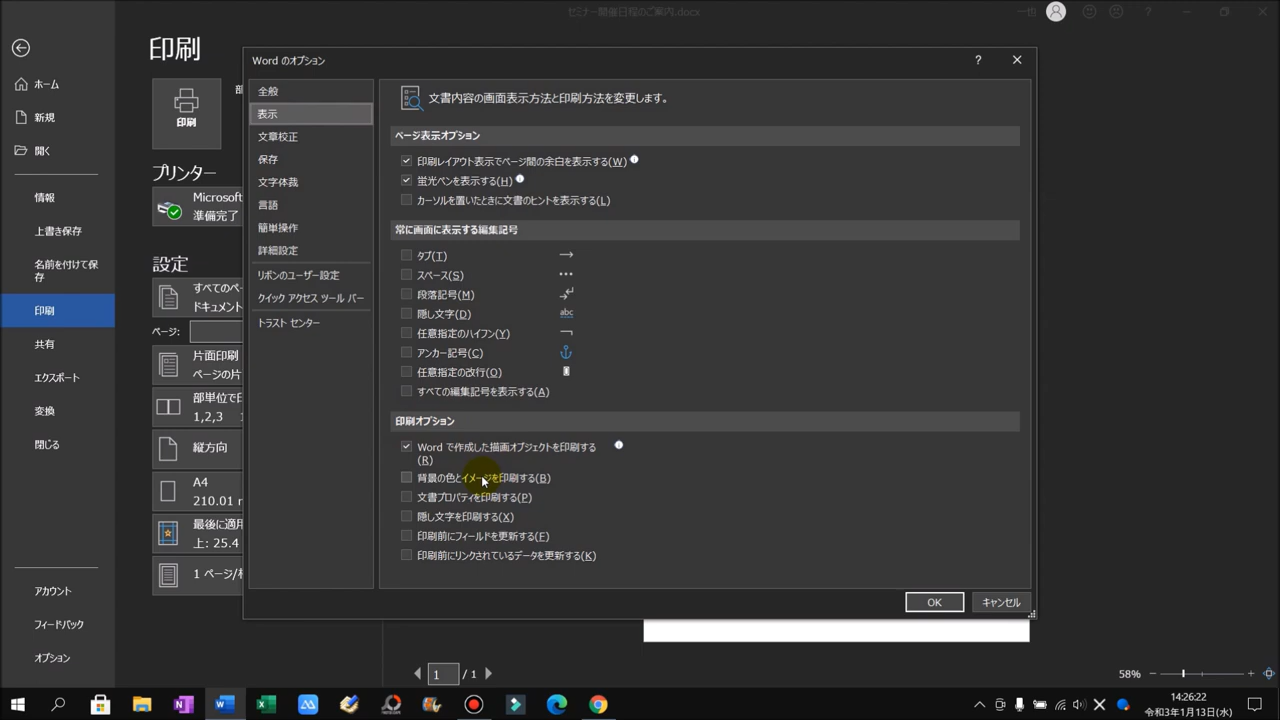 セミナー開催日程のご案内.docx
印刷
Word のオプション
ホーム
新規
開く
情報
上書き保存
名前を付けて保
存
印刷
共有
エクスポート
変換
閉じる
アカウント
フィードバック
オプション
印刷
部
プリンター
Microsoft
準備完了
設定
すべてのペー
ドキュメント
ページ:
片面印刷
ページの片
部単位で印
1,2,3 1
縦方向
A4
210.01 m
最後に適用
上: 25.4
1 ページ/枚
全般
表示
文章校正
保存
文字体裁
言語
簡単操作
詳細設定
リボンのユーザー設定
クイック アクセス ツール バー
トラスト センター
文書内容の画面表示方法と印刷方法を変更します。
ページ表示オプション
印刷レイアウト表示でページ間の余白を表示する(W)
蛍光ペンを表示する(H)
カーソルを置いたときに文書のヒントを表示する(L)
常に画面に表示する編集記号
タブ(T)
スペース(S)
段落記号(M)
隠し文字(D) abc
任意指定のハイフン(Y)
アンカー記号(C)
任意指定の改行(O)
すべての編集記号を表示する(A)
印刷オプション
Word で作成した描画オブジェクトを印刷する
(R)
背景の色とイメージを印刷する(B)
文書プロパティを印刷する(P)
隠し文字を印刷する(X)
印刷前にフィールドを更新する(F)
印刷前にリンクされているデータを更新する(K)
OK
キャンセル
1 / 1
58%
14:26:22
令和3年1月13日(水)